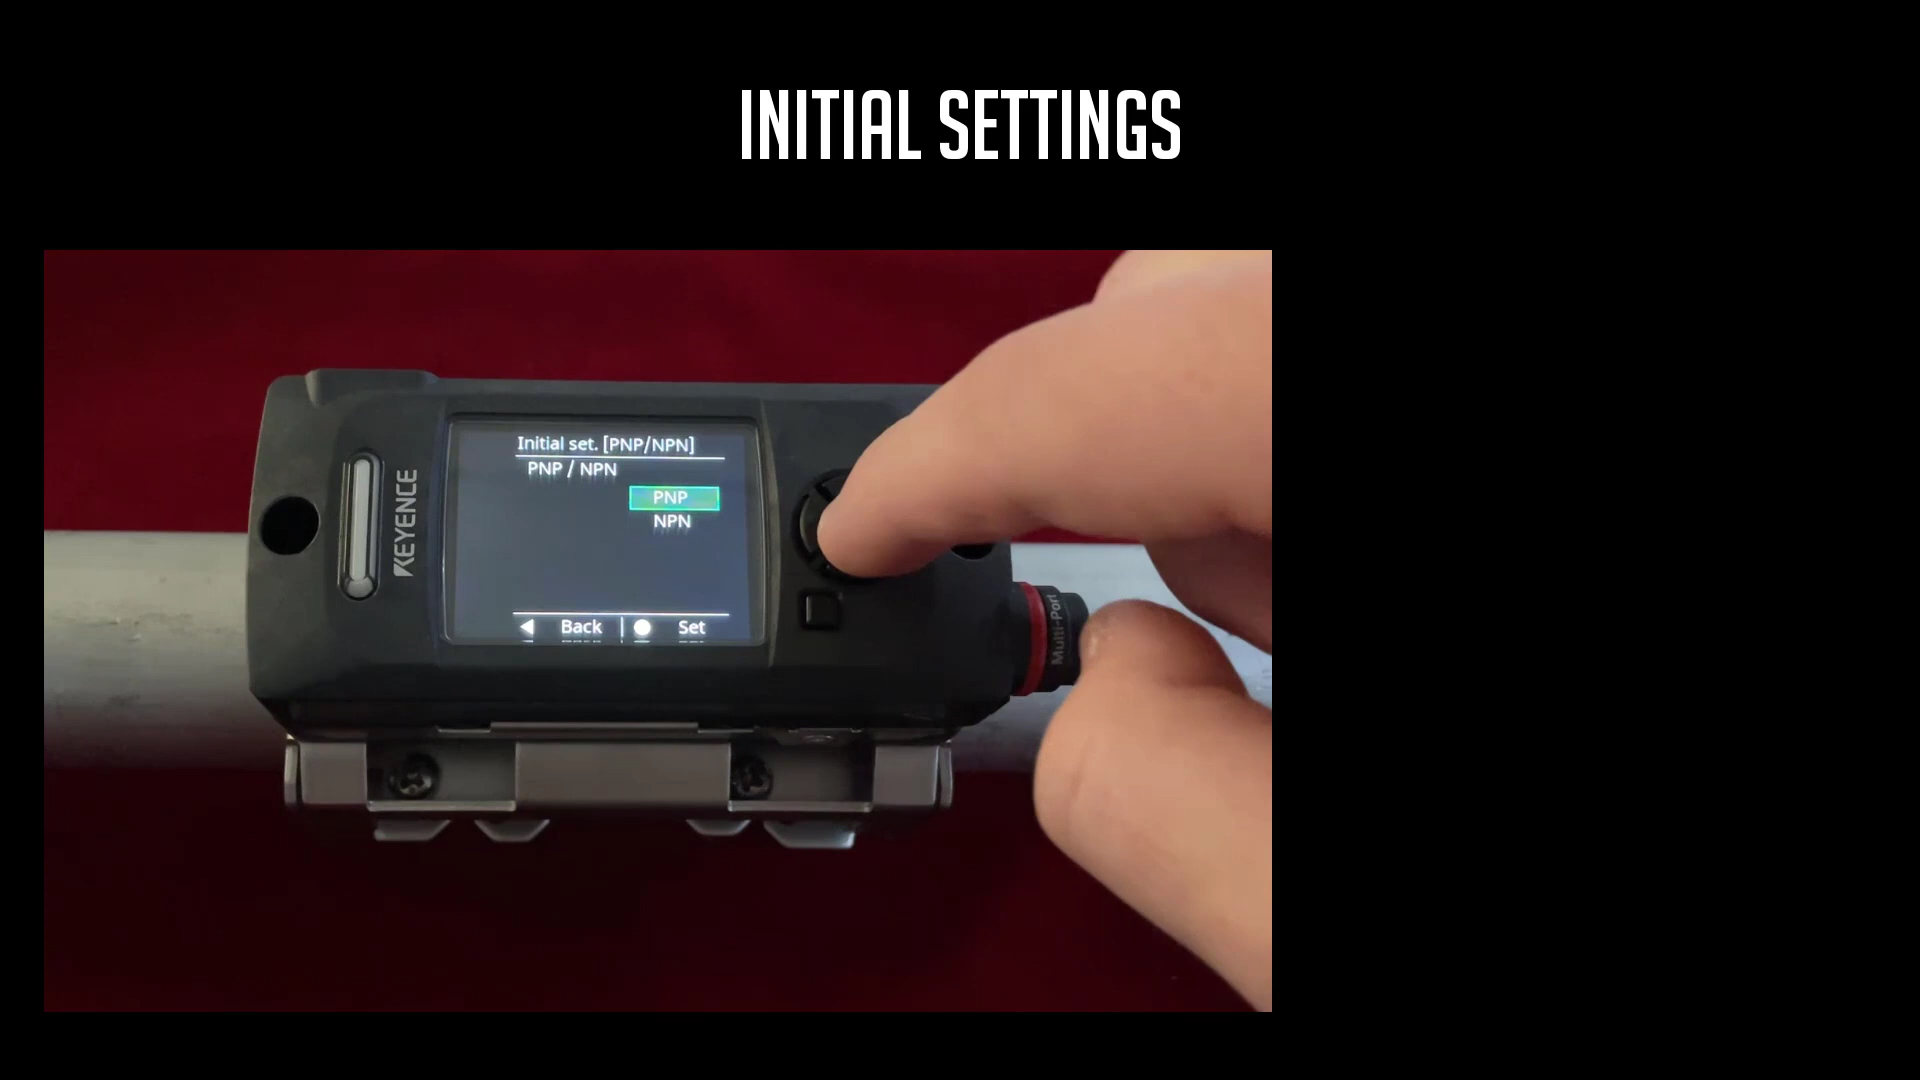 INITIAL SETTINGS
KEYENCE
Initial set. [PNP/NPN]
PNP / NPN
PNP
NPN
Back
Set
Multi-Port